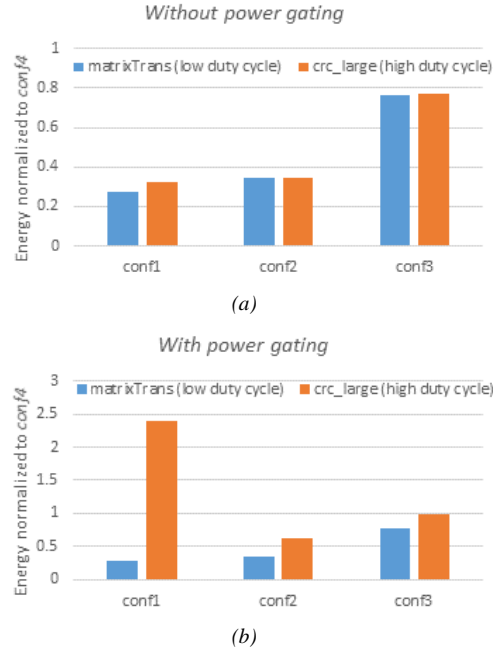 Without power gating
Energy normalized to conf4
1
0.8
0.6
0.4
0.2
0
matrixTrans (low duty cycle) crc_large (high duty cycle)
conf1 conf2 conf3
(a)
With power gating
Energy normalized to conf4
3
2.5
2
1.5
1
0.5
0
matrixTrans (low duty cycle) crc_large (high duty cycle)
conf1 conf2 conf3
(b)